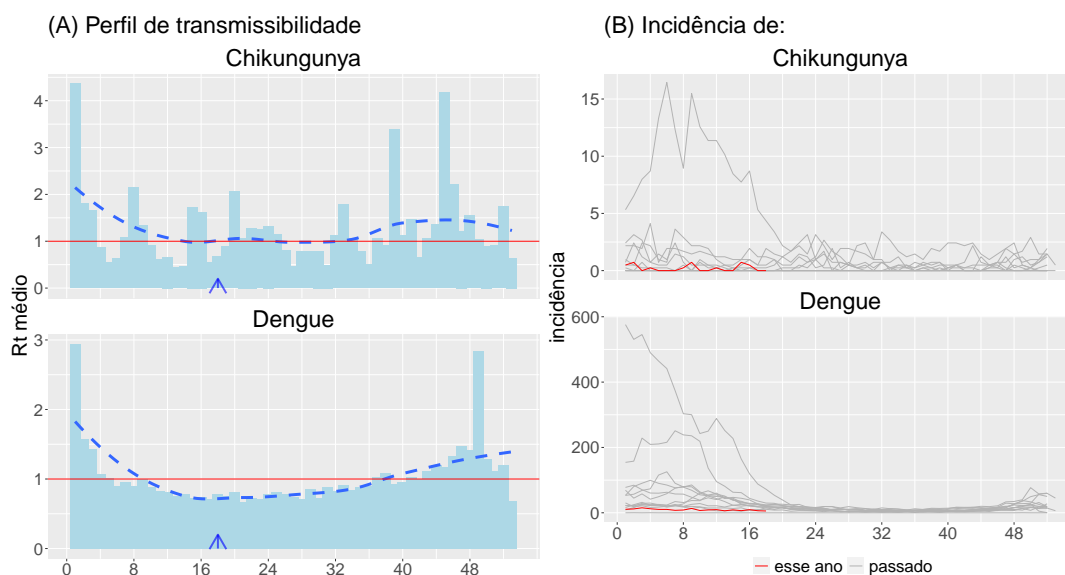 (A) Perfil de transmissibilidade
Chikungunya
4
3
2
1
0
Dengue
3
2
1
0
0 8 16 24 32 40 48
Rt médio
(B) Incidência de:
Chikungunya
15
10
5
0
Dengue
600
400
200
0
0 8 16 24 32 40 48
incidência
esse ano passado